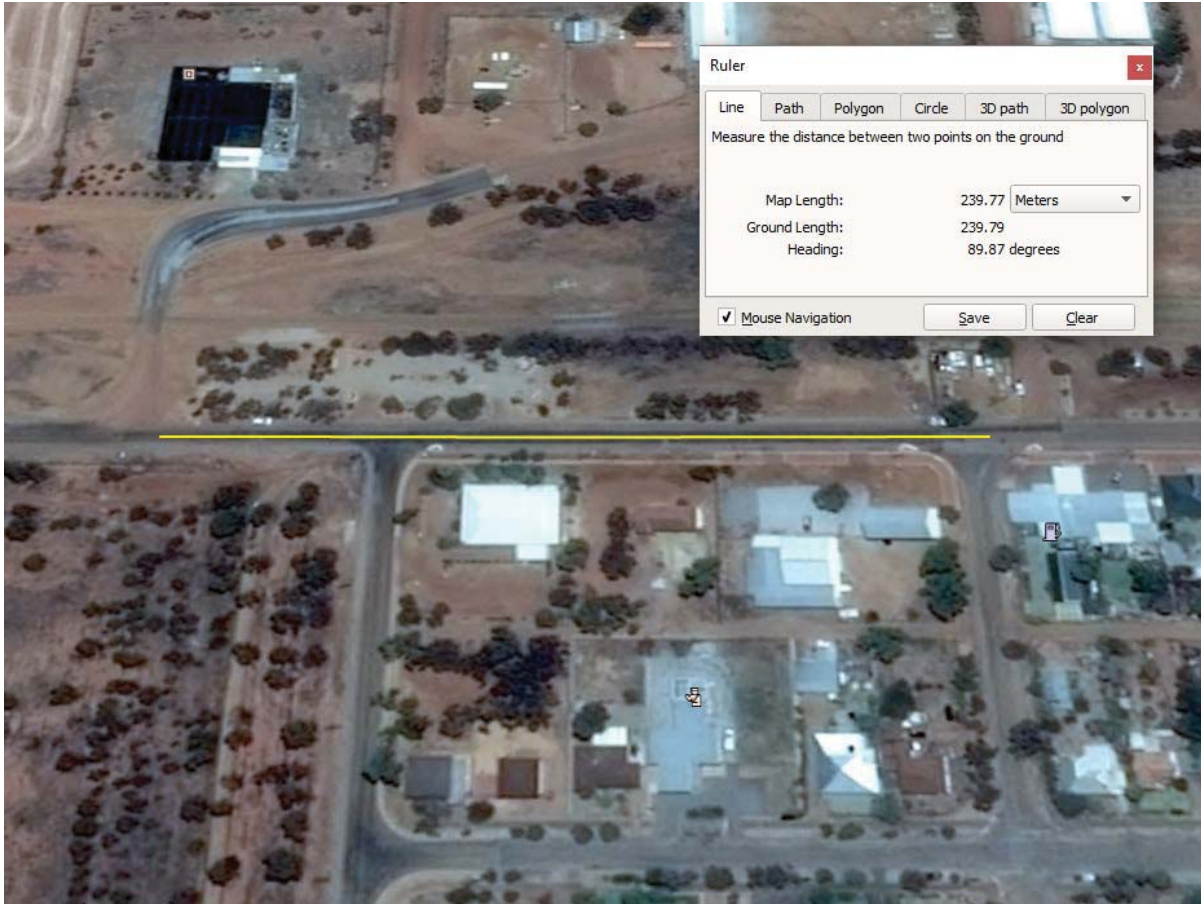 Ruler
x
Line Path Polygon Circle 3D path 3D polygon
Measure the distance between two points on the ground
Map Length: 239.77 Meters
Ground Length: 239.79
Heading: 89.87 degrees
Mouse Navigation Save Clear